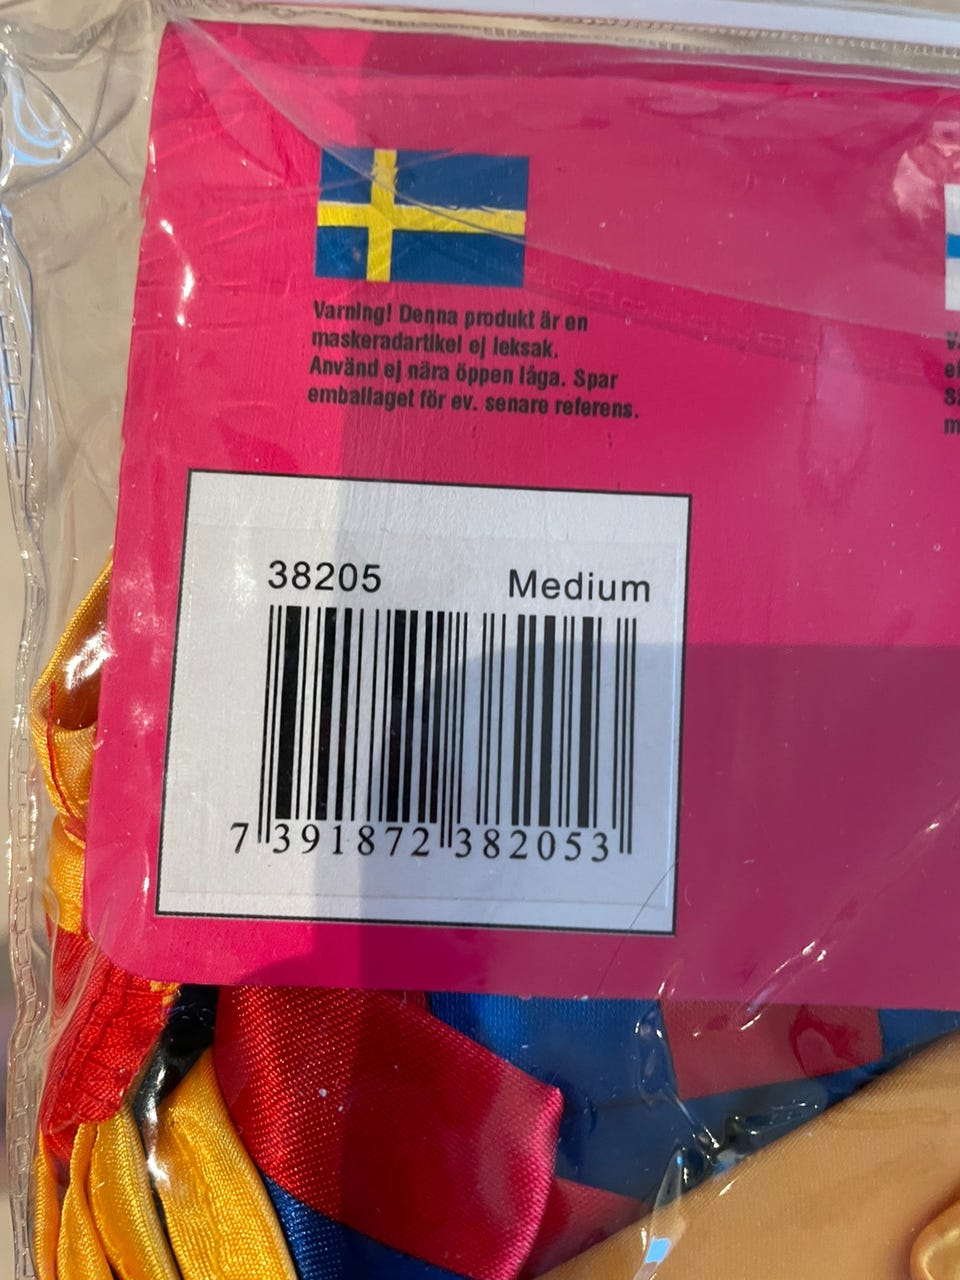 Varning! Denna produkt är en
maskeradartikel ej leksak.
Använd ej nära öppen låga. Spar
emballaget för ev. senare referens.
38205 Medium
7 391872 382053